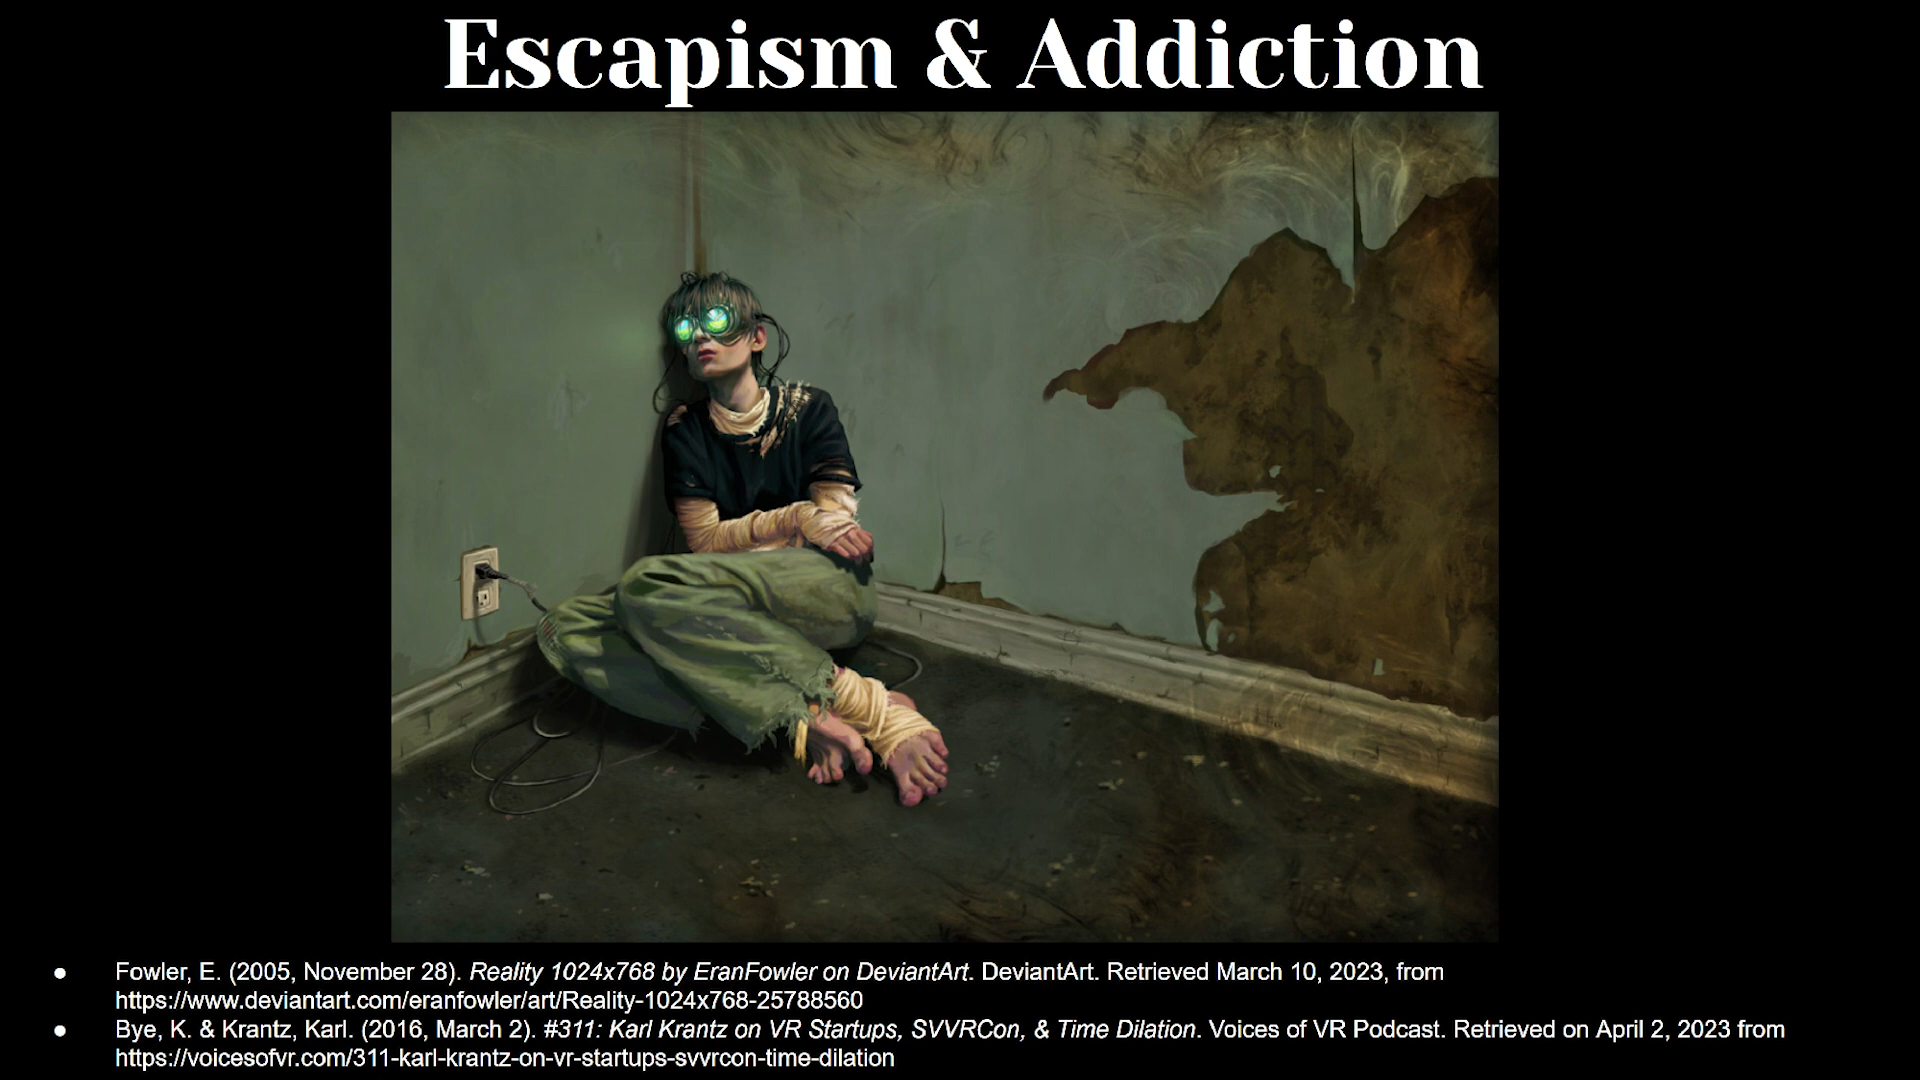 Escapism & Addiction
● Fowler, E. (2005, November 28). Reality 1024x768 by EranFowler on DeviantArt. DeviantArt. Retrieved March 10, 2023, from
https://www.deviantart.com/eranfowler/art/Reality-1024x768-25788560
● Bye, K. & Krantz, Karl. (2016, March 2). #311: Karl Krantz on VR Startups, SVVRCon, & Time Dilation. Voices of VR Podcast. Retrieved on April 2, 2023 from
https://voicesofvr.com/311-karl-krantz-on-vr-startups-svvrcon-time-dilation